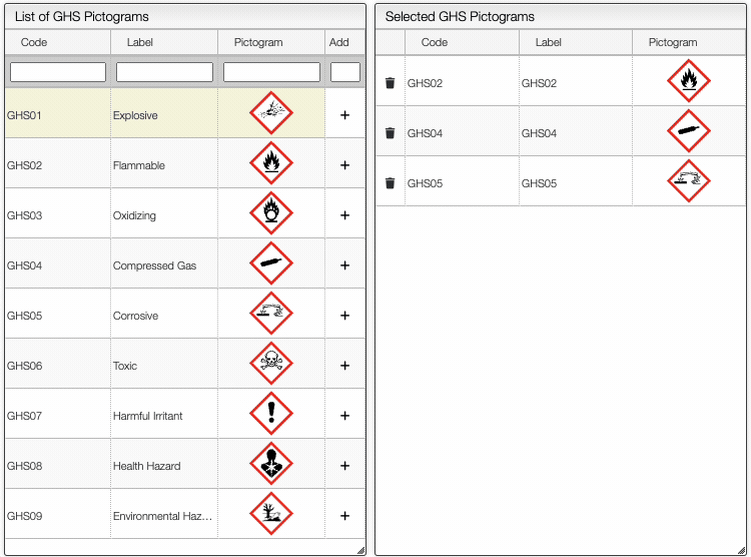 List of GHS Pictograms
Code Label Pictogram Add
GHS01 Explosive +
GHS02 Flammable +
GHS03 Oxidizing +
GHS04 Compressed Gas +
GHS05 Corrosive +
GHS06 Toxic +
GHS07 Harmful Irritant +
GHS08 Health Hazard +
GHS09 Environmental Haz... +
Selected GHS Pictograms
Code Label Pictogram
GHS02 GHS02
GHS04 GHS04
GHS05 GHS05